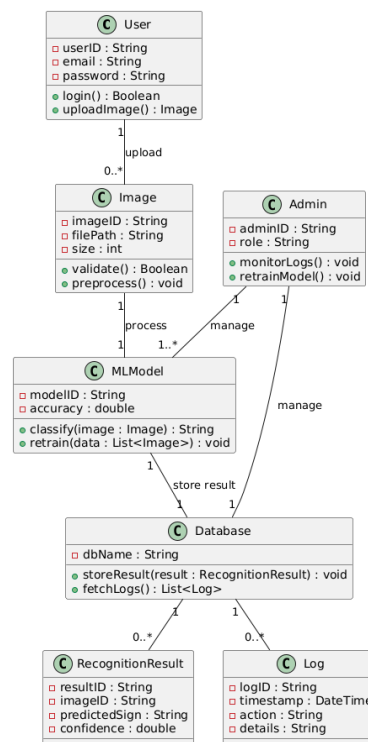 C User
userID : String
email : String
password : String
login() : Boolean
uploadImage() : Image
1
upload
0..*
C Image
imageID : String
filePath : String
size : int
validate() : Boolean
preprocess() : void
C Admin
adminID : String
role : String
monitorLogs() : void
retrainModel() : void
1
process
1
1
manage
1..*
1
manage
1
C MLModel
modelID : String
accuracy : double
classify(image : Image) : String
retrain(data : List<Image>) : void
1
store result
1
C Database
dbName : String
storeResult(result : RecognitionResult) : void
fetchLogs() : List<Log>
1
0..*
1
0..*
C RecognitionResult
resultID : String
imageID : String
predictedSign : String
confidence : double
C Log
logID : String
timestamp : DateTime
action : String
details : String